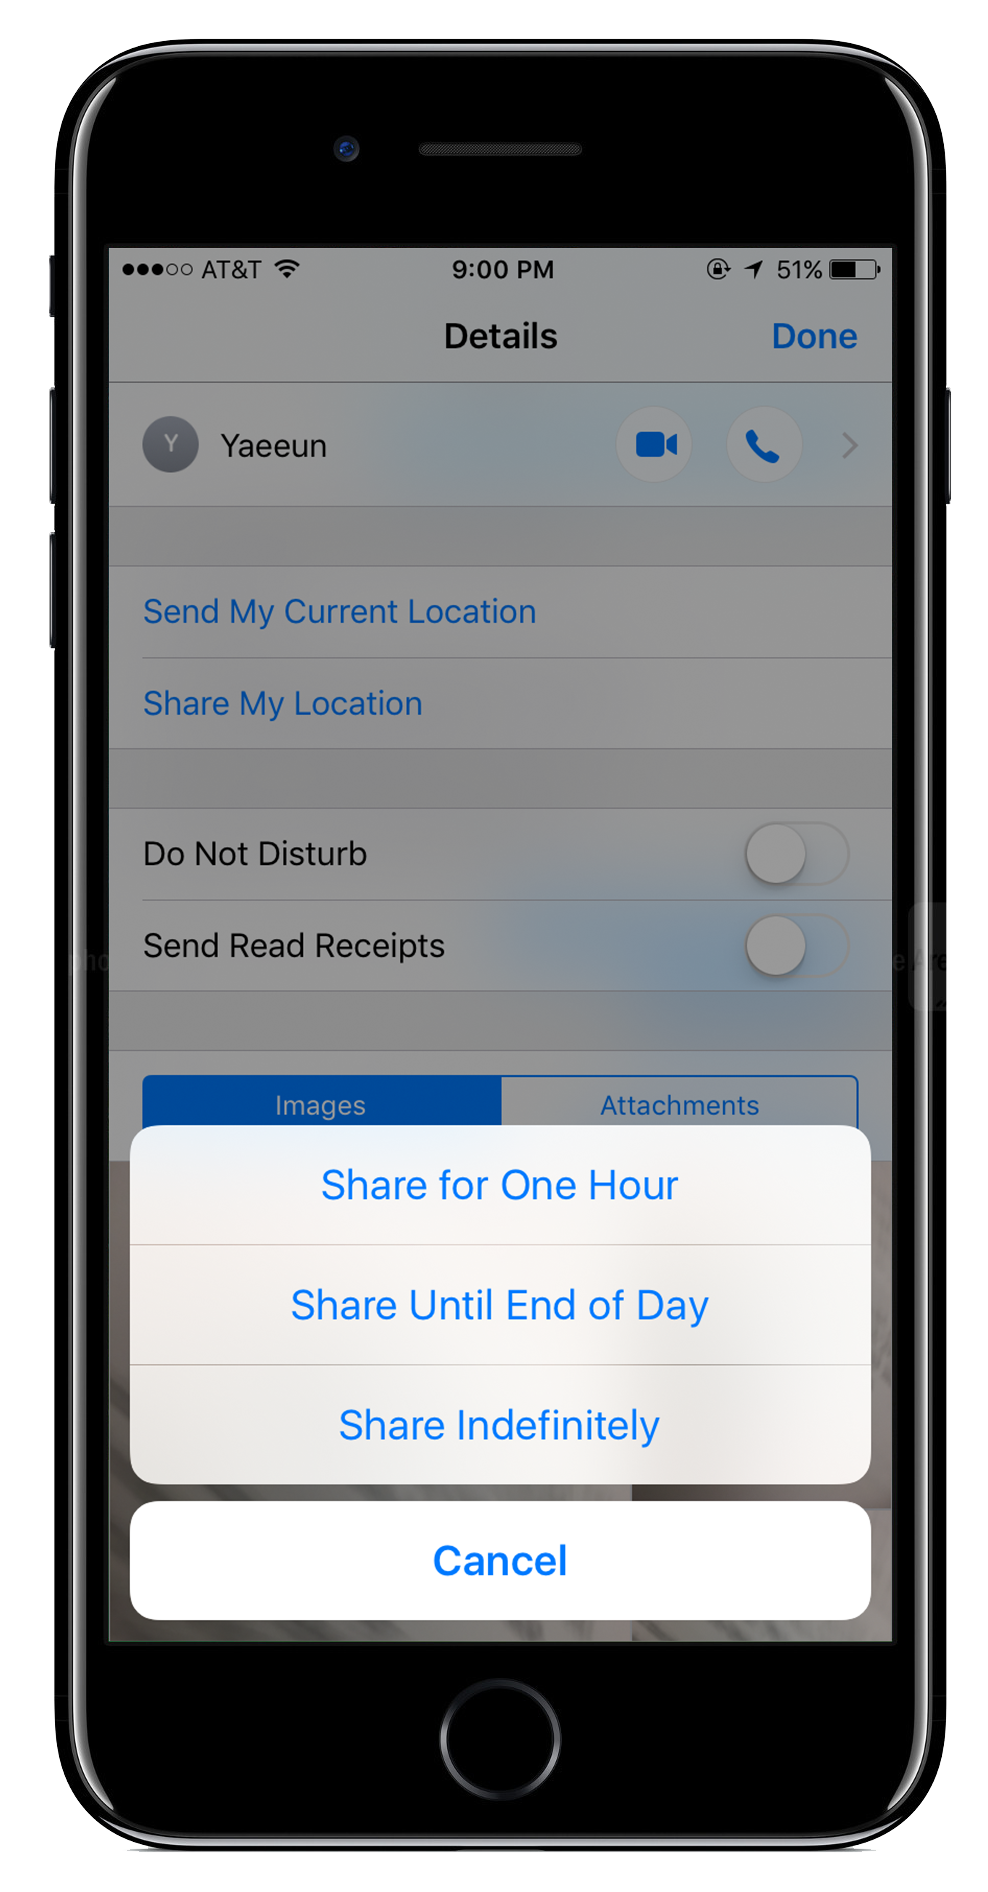 AT&T 9:00 PM 51%
Details Done
Y Yaeeun
Send My Current Location
Share My Location
Do Not Disturb
Send Read Receipts
Images Attachments
Share for One Hour
Share Until End of Day
Share Indefinitely
Cancel